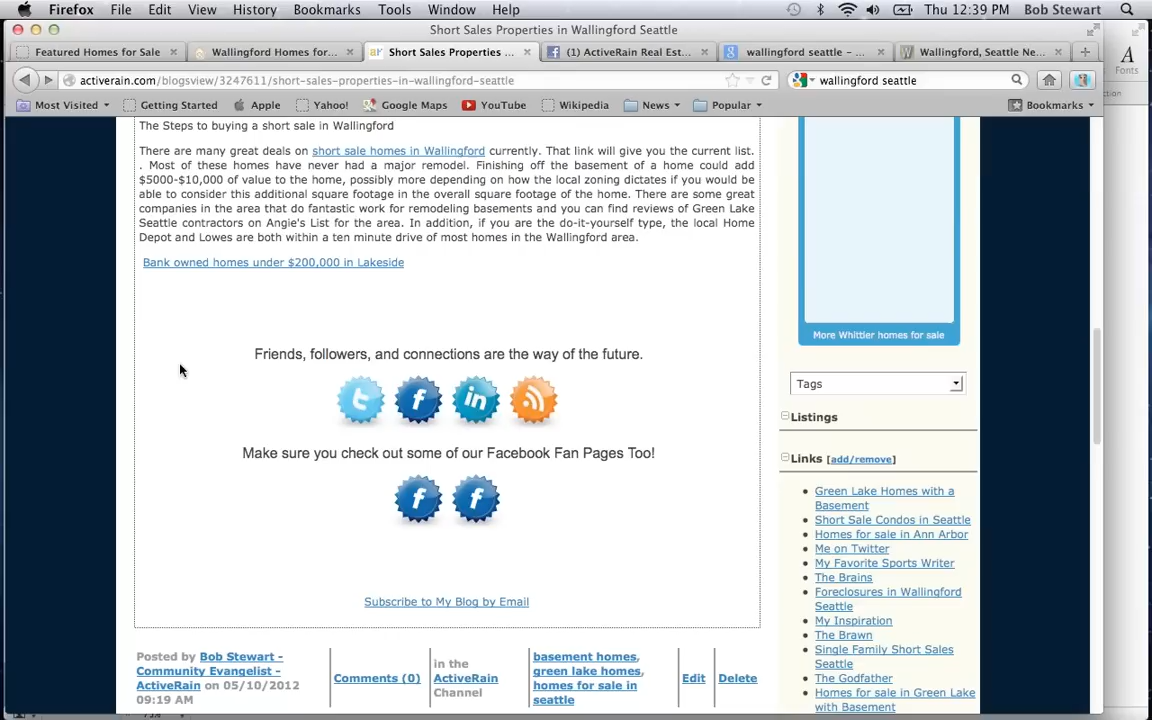 Firefox File Edit View History Bookmarks Tools Window Help Thu 12:39 PM Bob Stewart
Short Sales Properties in Wallingford Seattle
Featured Homes for Sale Wallingford Homes for... Short Sales Properties ... (1) ActiveRain Real Est... wallingford seattle - ... Wallingford, Seattle Ne...
activerain.com/blogsview/3247611/short-sales-properties-in-wallingford-seattle wallingford seattle
Fonts
Most Visited Getting Started Apple Yahoo! Google Maps YouTube Wikipedia News Popular Bookmarks
The Steps to buying a short sale in Wallingford
There are many great deals on short sale homes in Wallingford currently. That link will give you the current list.
. Most of these homes have never had a major remodel. Finishing off the basement of a home could add
$5000-$10,000 of value to the home, possibly more depending on how the local zoning dictates if you would be
able to consider this additional square footage in the overall square footage of the home. There are some great
companies in the area that do fantastic work for remodeling basements and you can find reviews of Green Lake
Seattle contractors on Angie's List for the area. In addition, if you are the do-it-yourself type, the local Home
Depot and Lowes are both within a ten minute drive of most homes in the Wallingford area.
Bank owned homes under $200,000 in Lakeside
Friends, followers, and connections are the way of the future.
Make sure you check out some of our Facebook Fan Pages Too!
Subscribe to My Blog by Email
Posted by Bob Stewart -
Community Evangelist -
ActiveRain on 05/10/2012
09:19 AM
Comments (0)
in the
ActiveRain
Channel
basement homes,
green lake homes,
homes for sale in
seattle
Edit
Delete
More Whittier homes for sale
Tags
Listings
Links [add/remove]
Green Lake Homes with a
Basement
Short Sale Condos in Seattle
Homes for sale in Ann Arbor
Me on Twitter
My Favorite Sports Writer
The Brains
Foreclosures in Wallingford
Seattle
My Inspiration
The Brawn
Single Family Short Sales
Seattle
The Godfather
Homes for sale in Green Lake
with Basement